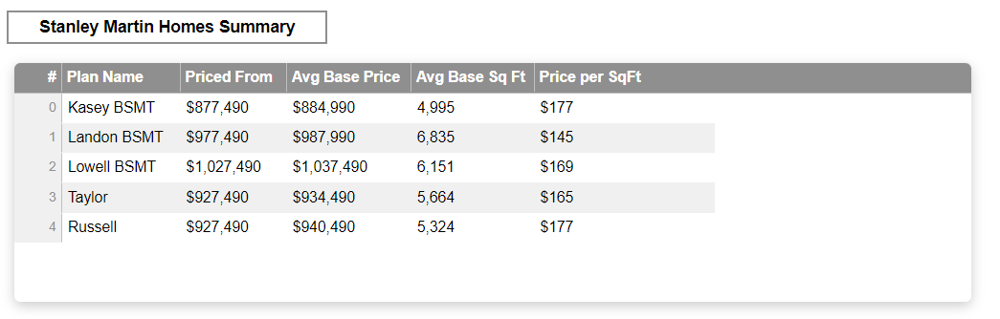 Stanley Martin Homes Summary
# Plan Name Priced From Avg Base Price Avg Base Sq Ft Price per SqFt
0 Kasey BSMT $877,490 $884,990 4,995 $177
1 Landon BSMT $977,490 $987,990 6,835 $145
2 Lowell BSMT $1,027,490 $1,037,490 6,151 $169
3 Taylor $927,490 $934,490 5,664 $165
4 Russell $927,490 $940,490 5,324 $177